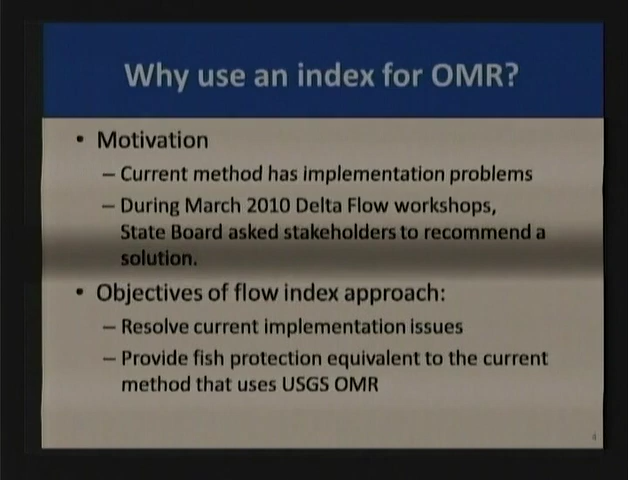 Why use an index for OMR?
• Motivation
– Current method has implementation problems
– During March 2010 Delta Flow workshops,
State Board asked stakeholders to recommend a
solution.
• Objectives of flow index approach:
– Resolve current implementation issues
– Provide fish protection equivalent to the current
method that uses USGS OMR
4